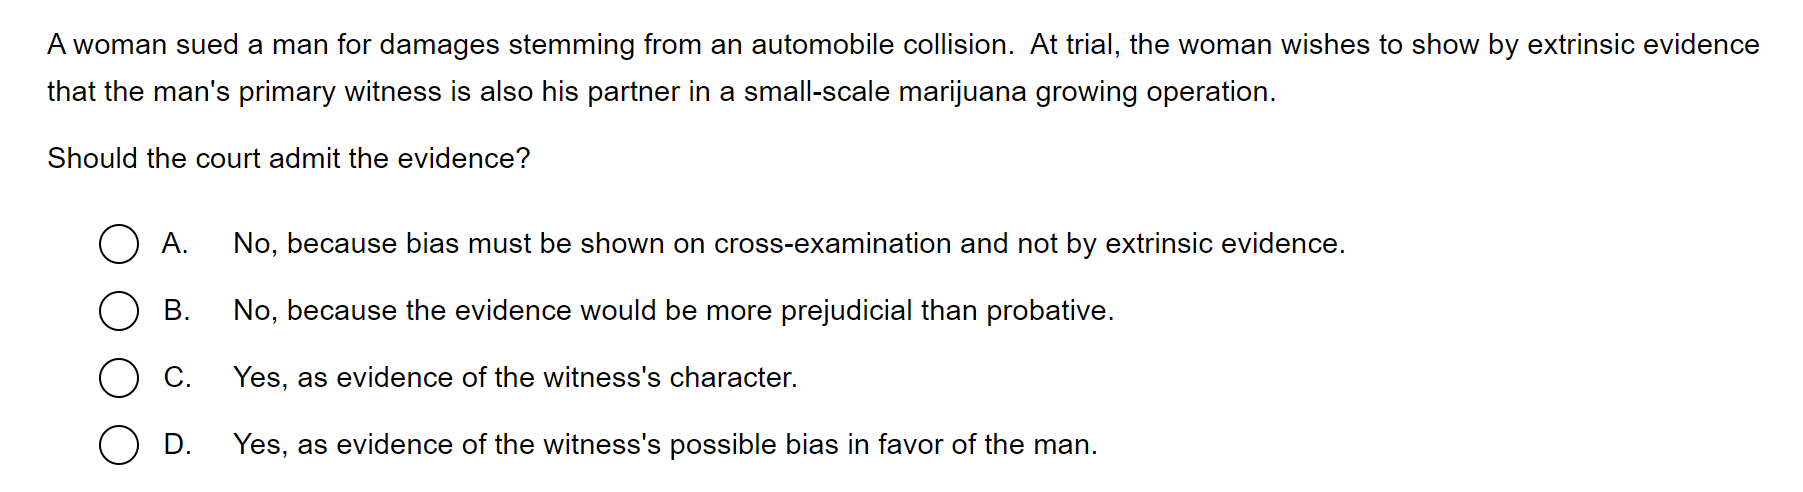 A woman sued a man for damages stemming from an automobile collision.  At trial, the woman wishes to show by extrinsic evidence
that the man's primary witness is also his partner in a small-scale marijuana growing operation.
Should the court admit the evidence?
A. No, because bias must be shown on cross-examination and not by extrinsic evidence.
B. No, because the evidence would be more prejudicial than probative.
C. Yes, as evidence of the witness's character.
D. Yes, as evidence of the witness's possible bias in favor of the man.